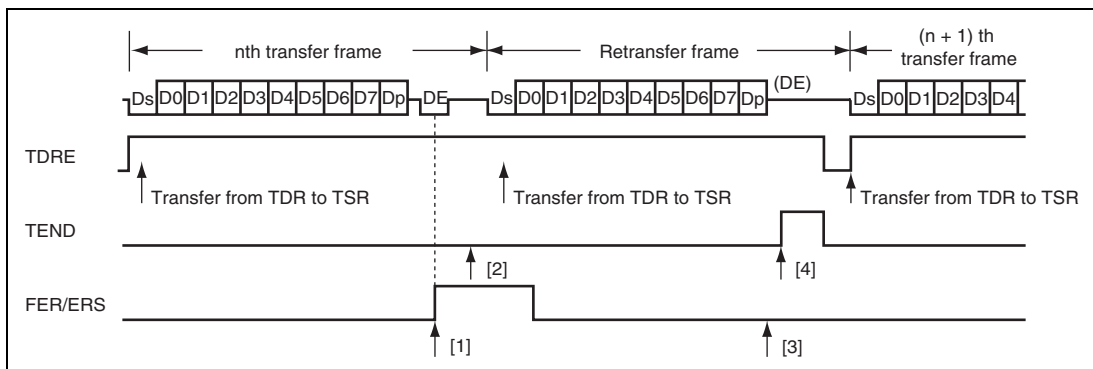 nth transfer frame
Retransfer frame
(n + 1) th
transfer frame
Ds D0 D1 D2 D3 D4 D5 D6 D7 Dp DE
Ds D0 D1 D2 D3 D4 D5 D6 D7 Dp (DE)
Ds D0 D1 D2 D3 D4
TDRE
Transfer from TDR to TSR
Transfer from TDR to TSR
Transfer from TDR to TSR
TEND
[2]
[4]
FER/ERS
[1]
[3]